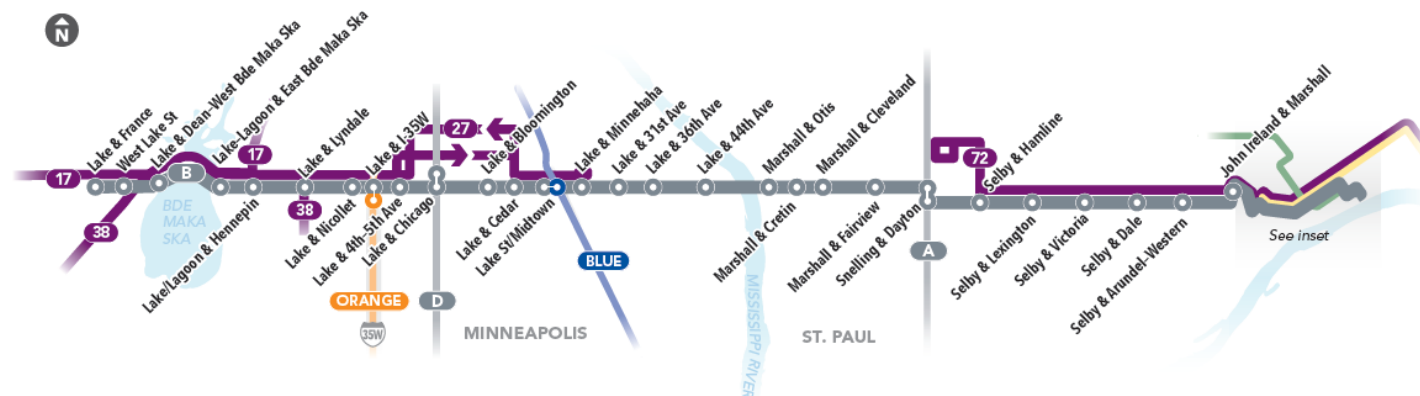 N
Lake & France
West Lake St
Lake & Dean-West Bde Maka Ska
Lake-Lagoon & East Bde Maka Ska
Lake & Lyndale
Lake & I-35W
Lake & Bloomington
Lake & Minnehaha
Lake & 31st Ave
Lake & 36th Ave
Lake & 44th Ave
Marshall & Otis
Marshall & Cleveland
Selby & Hamline
John Ireland & Marshall
27
17
72
17
B
38
38
BDE
MAKA
SKA
Lake/Lagoon & Hennepin
Lake & Nicollet
Lake & 4th-5th Ave
Lake & Chicago
Lake & Cedar
Lake St/Midtown
Marshall & Cretin
Marshall & Fairview
Snelling & Dayton
Selby & Lexington
Selby & Victoria
Selby & Dale
Selby & Arundel-Western
See inset
A
BLUE
ORANGE
D
35W
MINNEAPOLIS
ST. PAUL
MISSISSIPPI RIVER